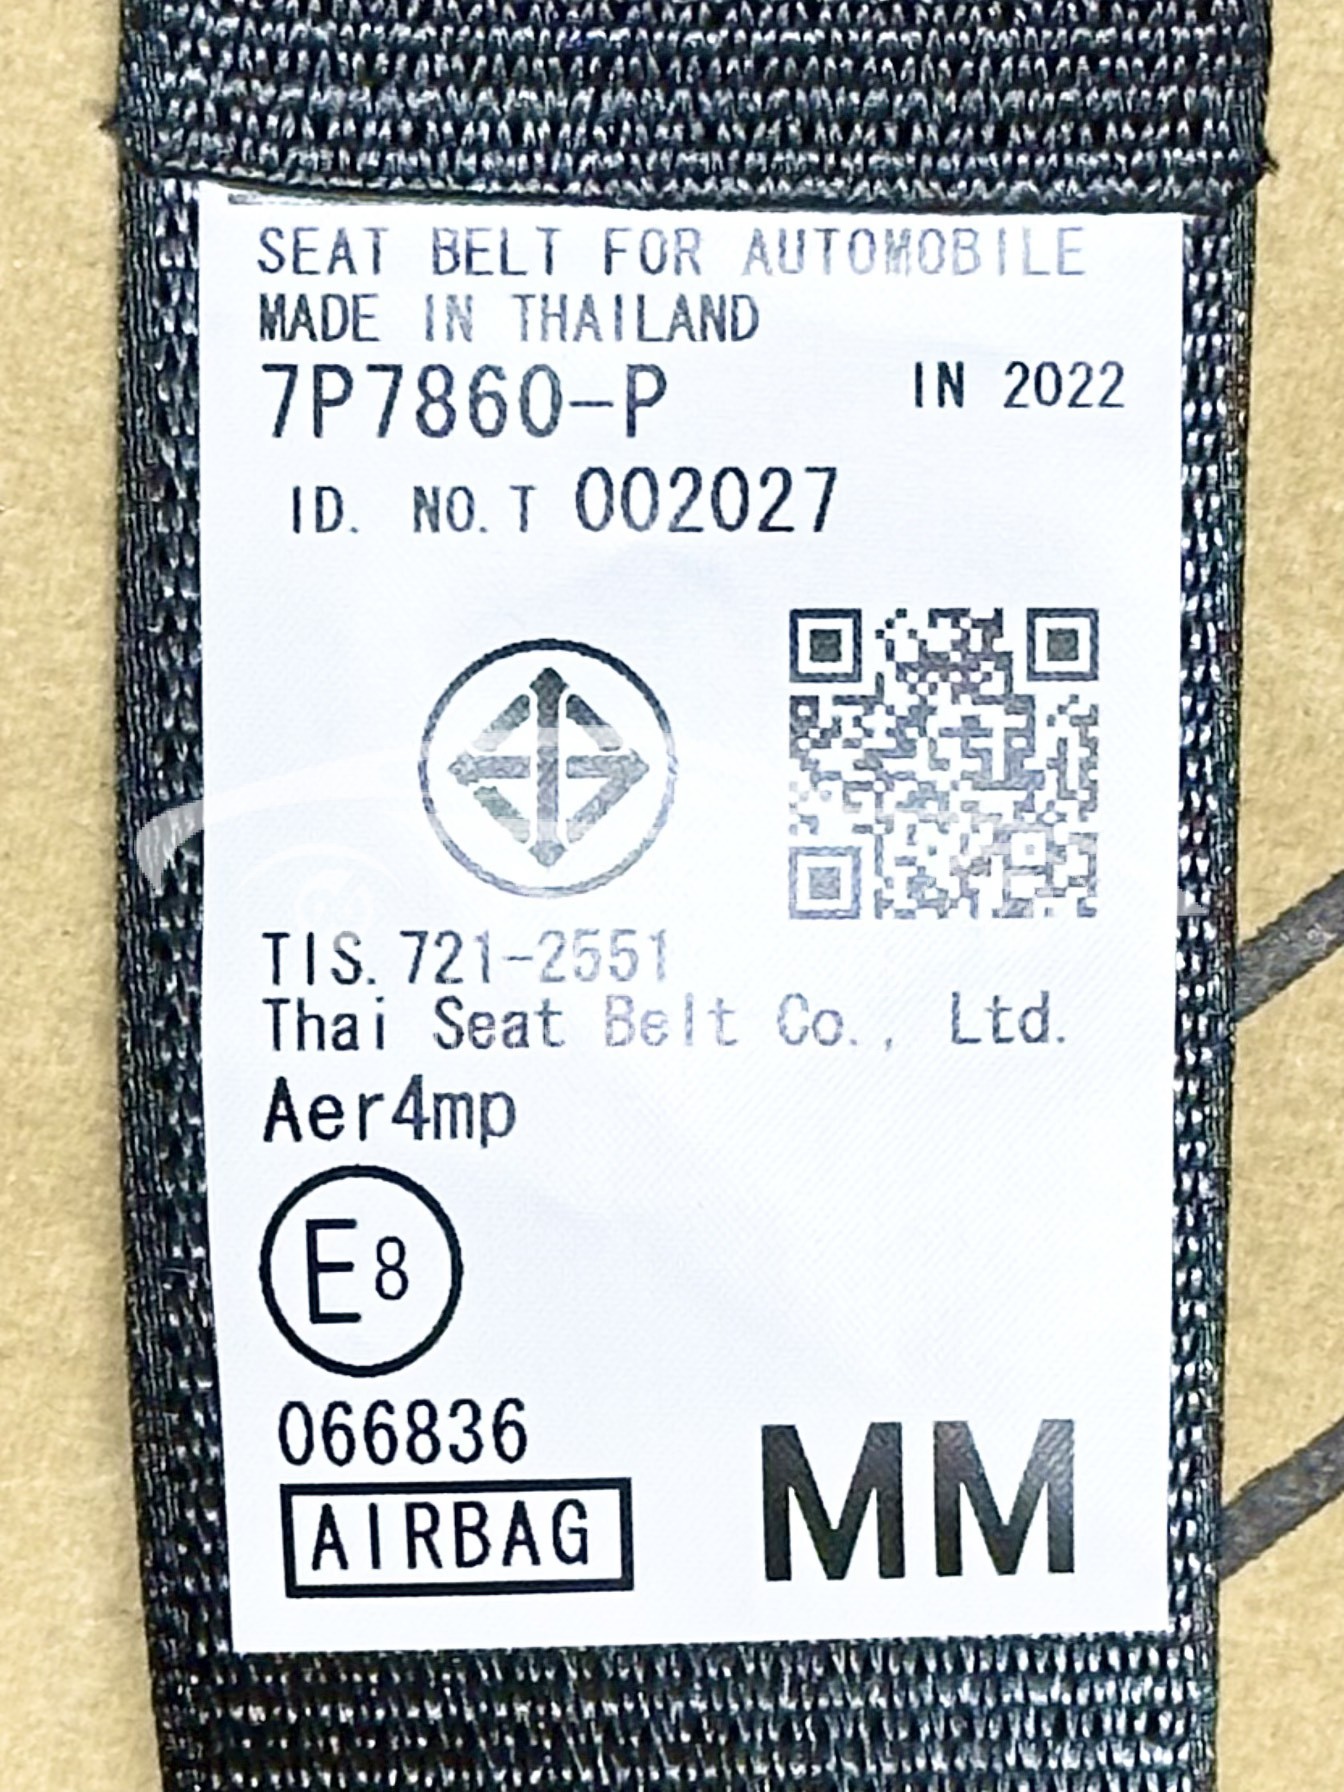 SEAT BELT FOR AUTOMOBILE
MADE IN THAILAND
7P7860-P IN 2022
ID. NO. T 002027
TIS. 721-2551
Thai Seat Belt Co., Ltd.
Aer4mp
E8
066836
AIRBAG
MM